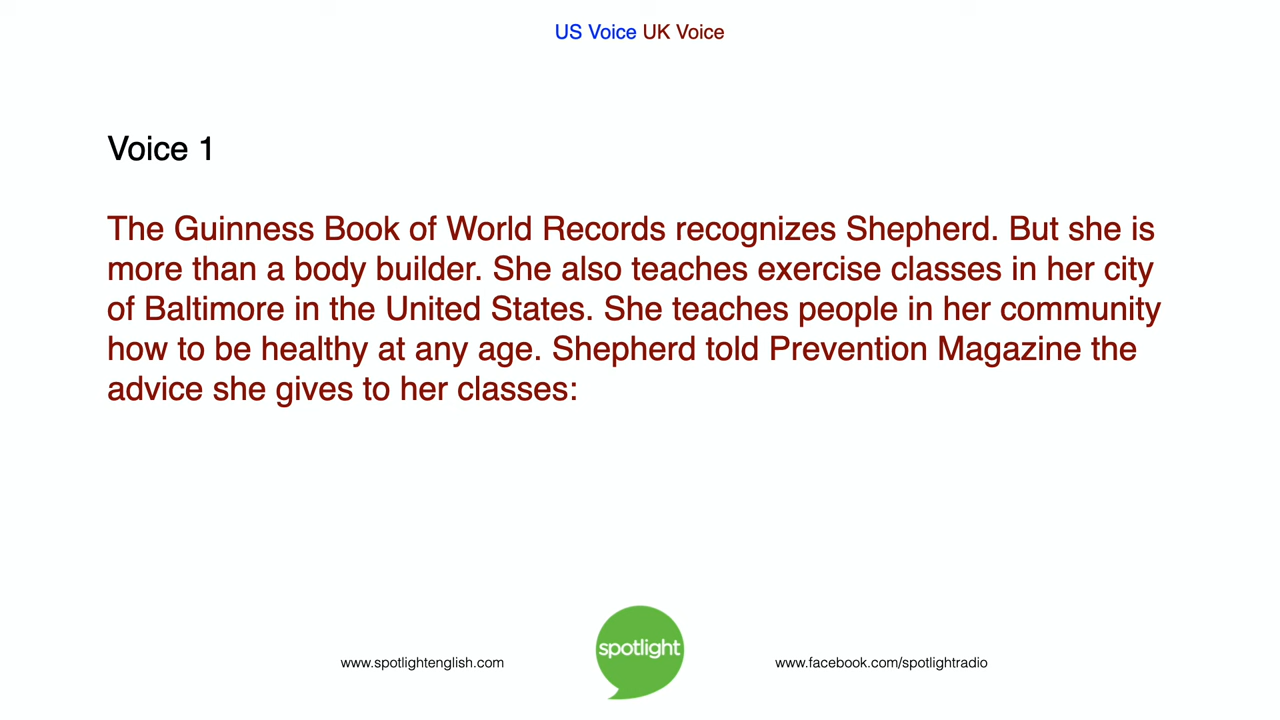 US Voice UK Voice
Voice 1
The Guinness Book of World Records recognizes Shepherd. But she is
more than a body builder. She also teaches exercise classes in her city
of Baltimore in the United States. She teaches people in her community
how to be healthy at any age. Shepherd told Prevention Magazine the
advice she gives to her classes:
spotlight
www.spotlightenglish.com
www.facebook.com/spotlightradio